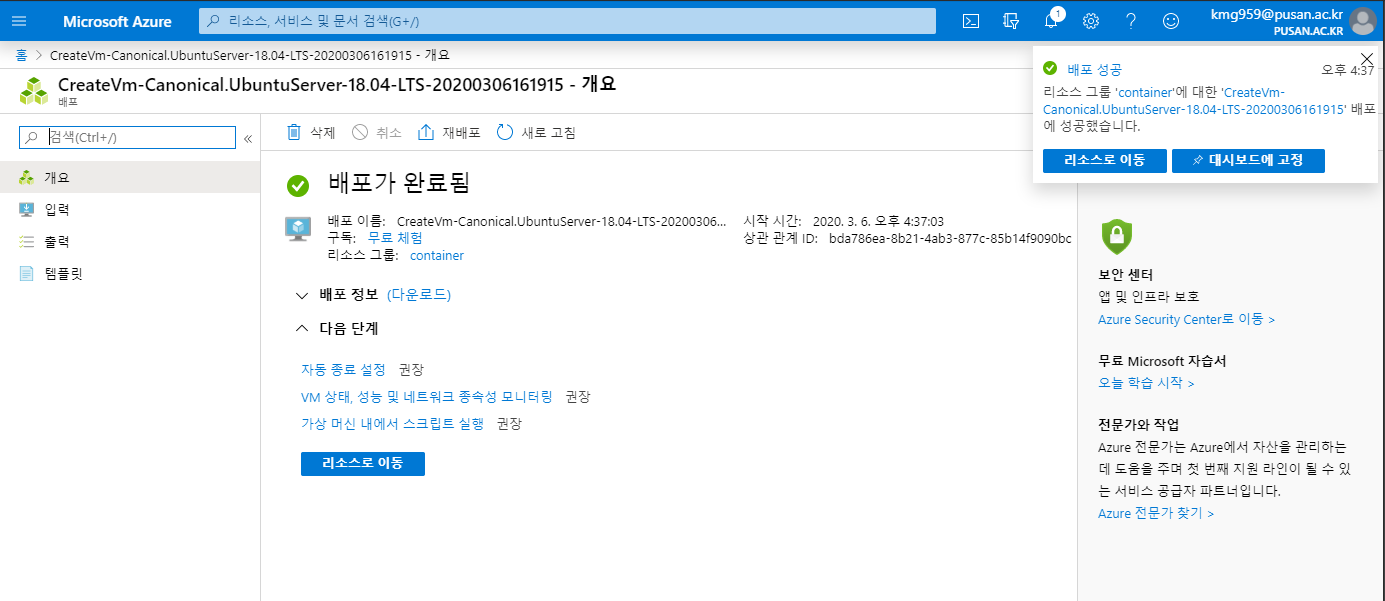 Microsoft Azure
리소스, 서비스 및 문서 검색(G+/)
1
kmg959@pusan.ac.kr
PUSAN.AC.KR
홈 > CreateVm-Canonical.UbuntuServer-18.04-LTS-20200306161915 - 개요
CreateVm-Canonical.UbuntuServer-18.04-LTS-20200306161915 - 개요
배포
배포 성공
오후 4:37
리소스 그룹 'container'에 대한 'CreateVm-
Canonical.UbuntuServer-18.04-LTS-20200306161915' 배포
에 성공했습니다.
리소스로 이동
대시보드에 고정
검색(Ctrl+/)
«
개요
입력
출력
템플릿
삭제 취소 재배포 새로 고침
배포가 완료됨
배포 이름: CreateVm-Canonical.UbuntuServer-18.04-LTS-20200306...
구독: 무료 체험
리소스 그룹: container
시작 시간: 2020. 3. 6. 오후 4:37:03
상관 관계 ID: bda786ea-8b21-4ab3-877c-85b14f9090bc
배포 정보 (다운로드)
다음 단계
자동 종료 설정 권장
VM 상태, 성능 및 네트워크 종속성 모니터링 권장
가상 머신 내에서 스크립트 실행 권장
리소스로 이동
보안 센터
앱 및 인프라 보호
Azure Security Center로 이동 >
무료 Microsoft 자습서
오늘 학습 시작 >
전문가와 작업
Azure 전문가는 Azure에서 자산을 관리하는
데 도움을 주며 첫 번째 지원 라인이 될 수 있
는 서비스 공급자 파트너입니다.
Azure 전문가 찾기 >